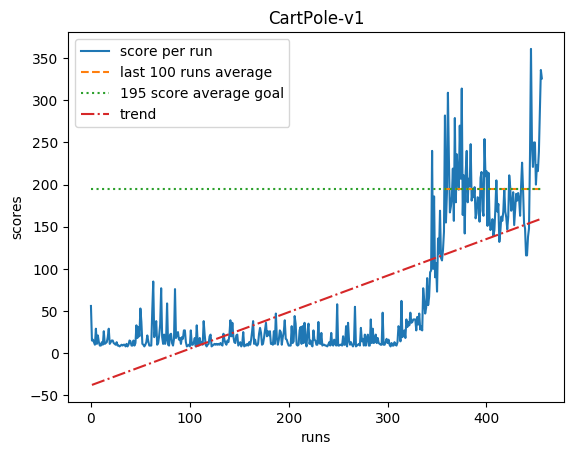 CartPole-v1
score per run
last 100 runs average
195 score average goal
trend
350
300
250
200
150
100
50
0
−50
scores
0
100
200
300
400
runs